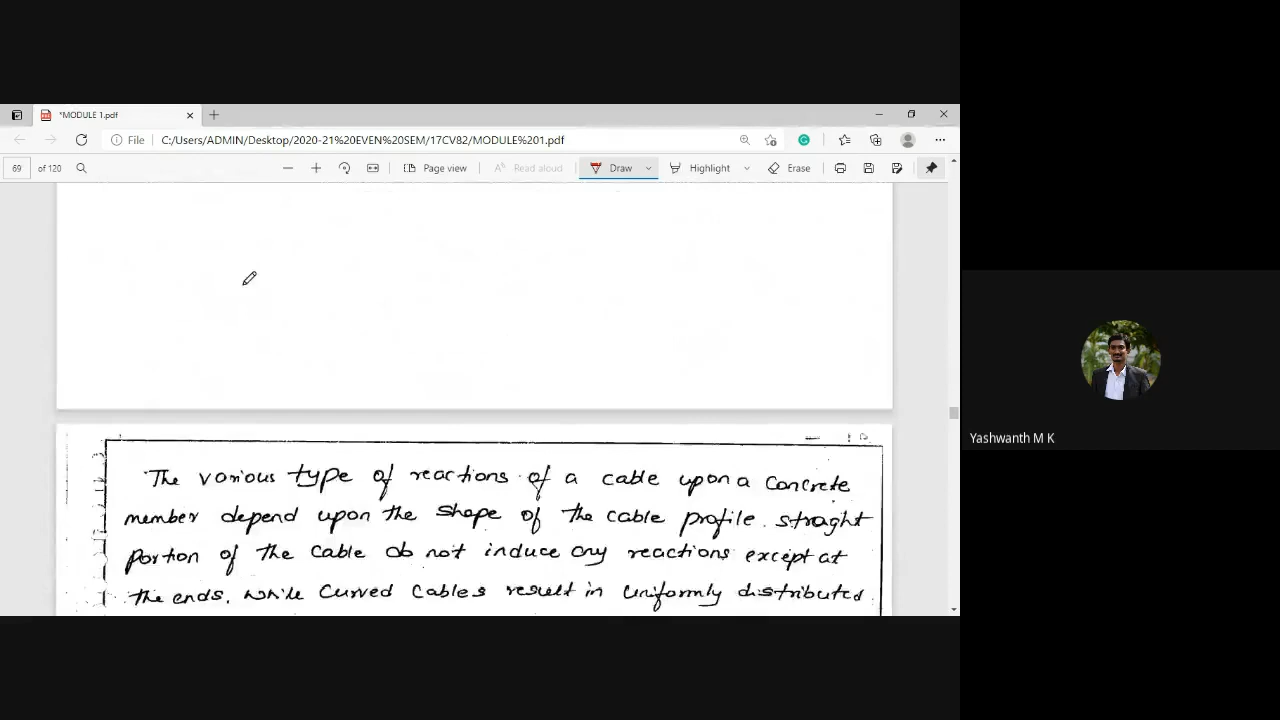 *MODULE 1.pdf
File
C:/Users/ADMIN/Desktop/2020-21%20EVEN%20SEM/17CV82/MODULE%201.pdf
69 of 120
Page view
Read aloud
Draw
Highlight
Erase
The various type of reactions of a cable upon a concrete
member depend upon the shape of the cable profile. straght
portion of the cable do not induce any reactions except at
the ends. while curved cables result in uniformly distributed
Yashwanth M K